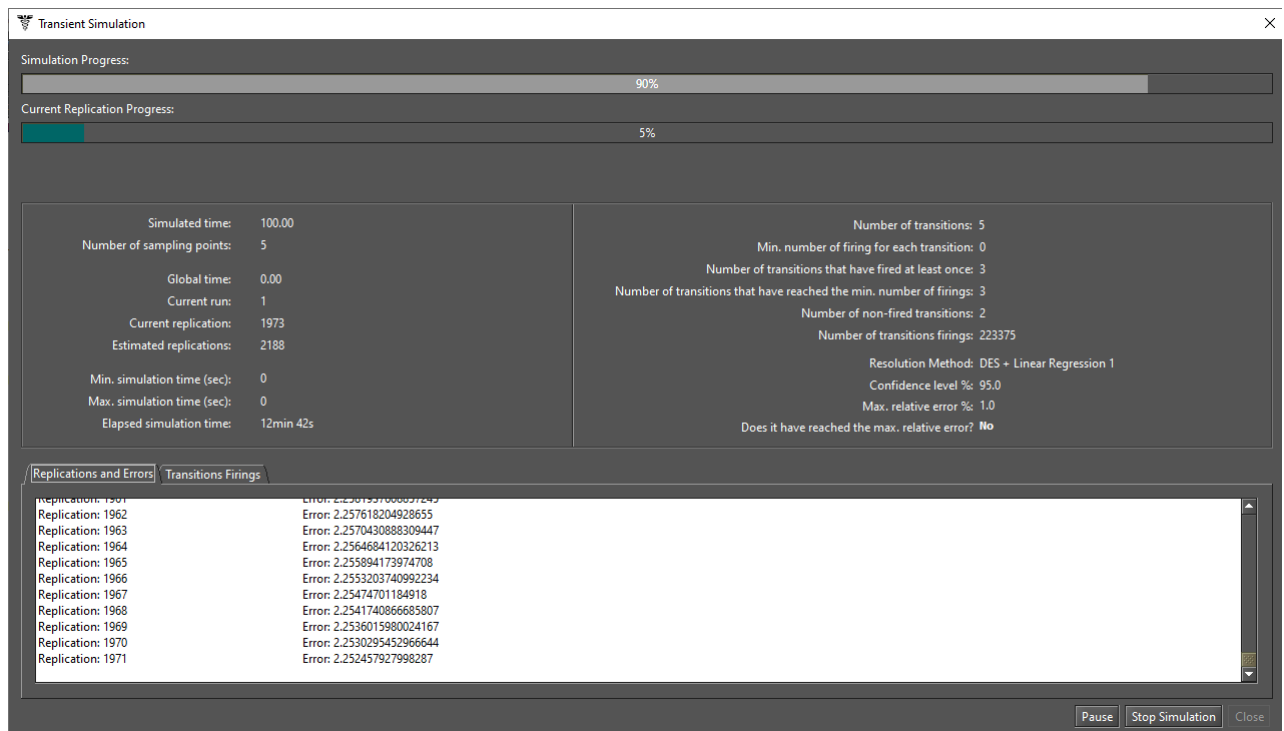 Transient Simulation
Simulation Progress:
90%
Current Replication Progress:
5%
Simulated time: 100.00
Number of sampling points: 5
Global time: 0.00
Current run: 1
Current replication: 1973
Estimated replications: 2188
Min. simulation time (sec): 0
Max. simulation time (sec): 0
Elapsed simulation time: 12min 42s
Number of transitions: 5
Min. number of firing for each transition: 0
Number of transitions that have fired at least once: 3
Number of transitions that have reached the min. number of firings: 3
Number of non-fired transitions: 2
Number of transitions firings: 223375
Resolution Method: DES + Linear Regression 1
Confidence level %: 95.0
Max. relative error %: 1.0
Does it have reached the max. relative error? No
Replications and Errors Transitions Firings
Replication: 1961 Error:
Replication: 1962 Error: 2.257618204928655
Replication: 1963 Error: 2.2570430888309447
Replication: 1964 Error: 2.2564684120326213
Replication: 1965 Error: 2.255894173974708
Replication: 1966 Error: 2.2553203740992234
Replication: 1967 Error: 2.25474701184918
Replication: 1968 Error: 2.2541740866685807
Replication: 1969 Error: 2.2536015980024167
Replication: 1970 Error: 2.2530295452966644
Replication: 1971 Error: 2.252457927998287
Pause Stop Simulation Close